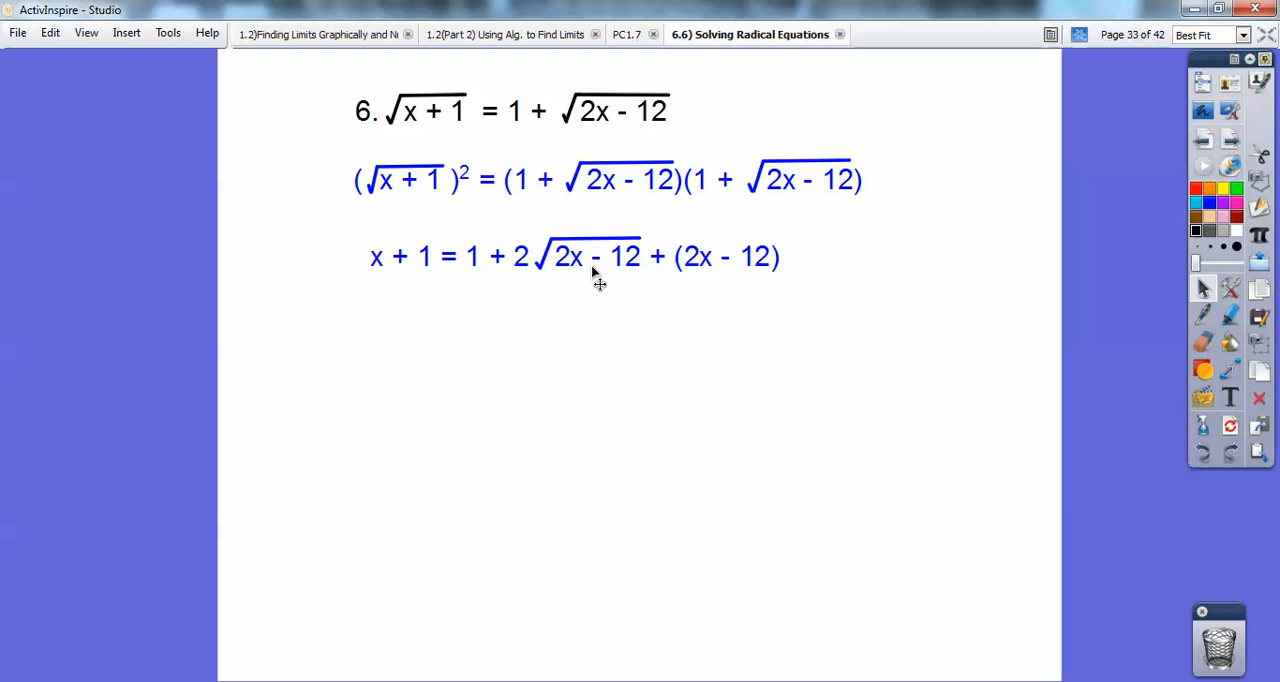 ActivInspire - Studio
File Edit View Insert Tools Help
1.2)Finding Limits Graphically and Nu 1.2(Part 2) Using Alg. to Find Limits PC1.7 6.6) Solving Radical Equations Page 33 of 42 Best Fit
6. √x + 1 = 1 + √2x - 12
(√x + 1 )² = (1 + √2x - 12)(1 + √2x - 12)
x + 1 = 1 + 2√2x - 12 + (2x - 12)